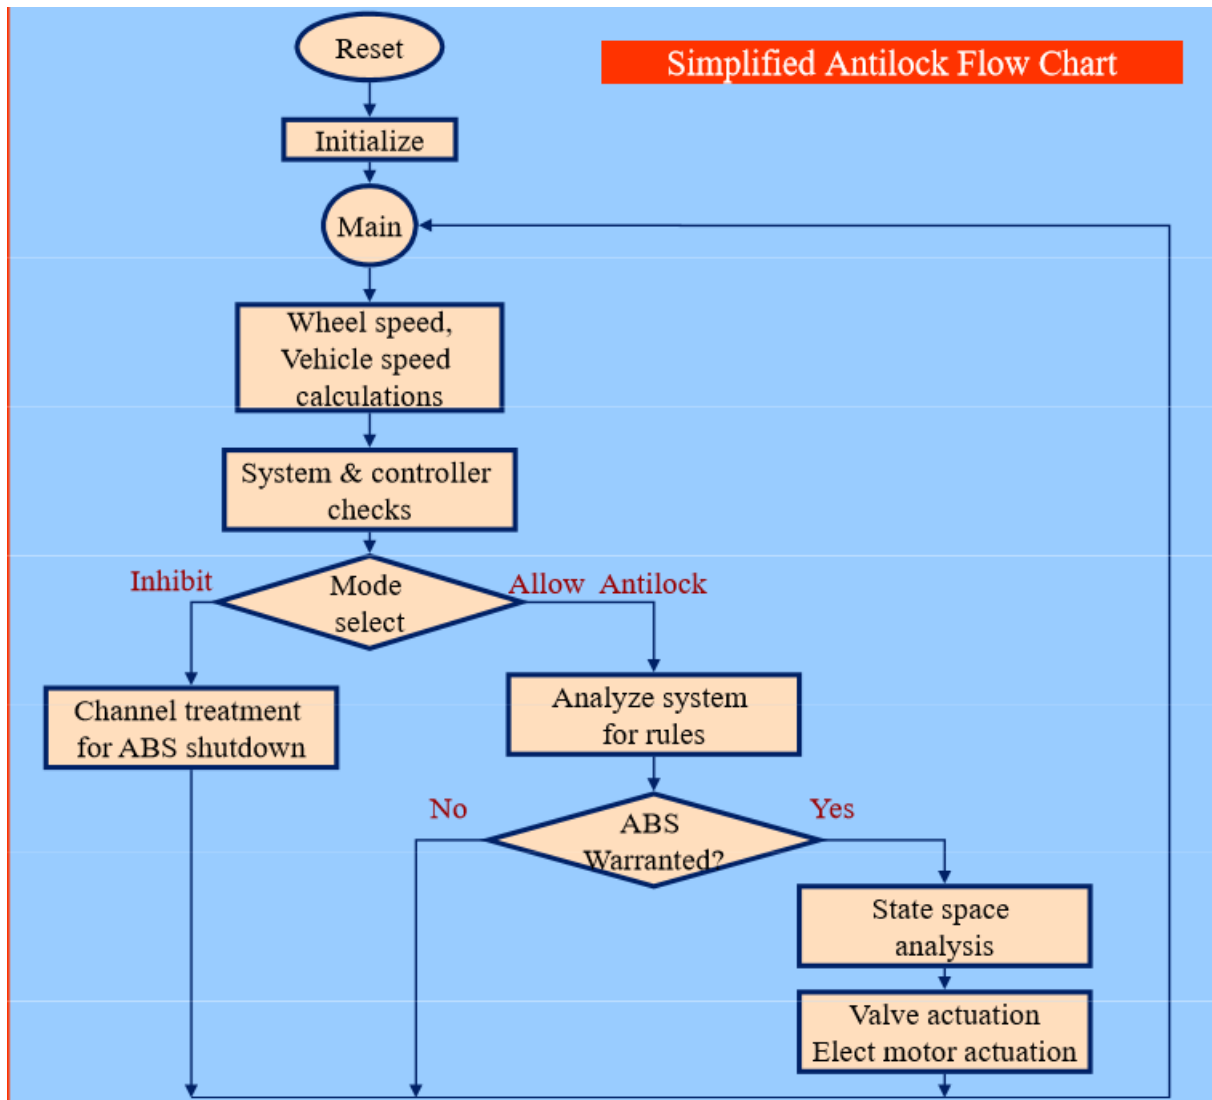 Reset
Simplified Antilock Flow Chart
Initialize
Main
Wheel speed,
Vehicle speed
calculations
System & controller
checks
Inhibit
Mode
select
Allow Antilock
Channel treatment
for ABS shutdown
Analyze system
for rules
No
ABS
Warranted?
Yes
State space
analysis
Valve actuation
Elect motor actuation